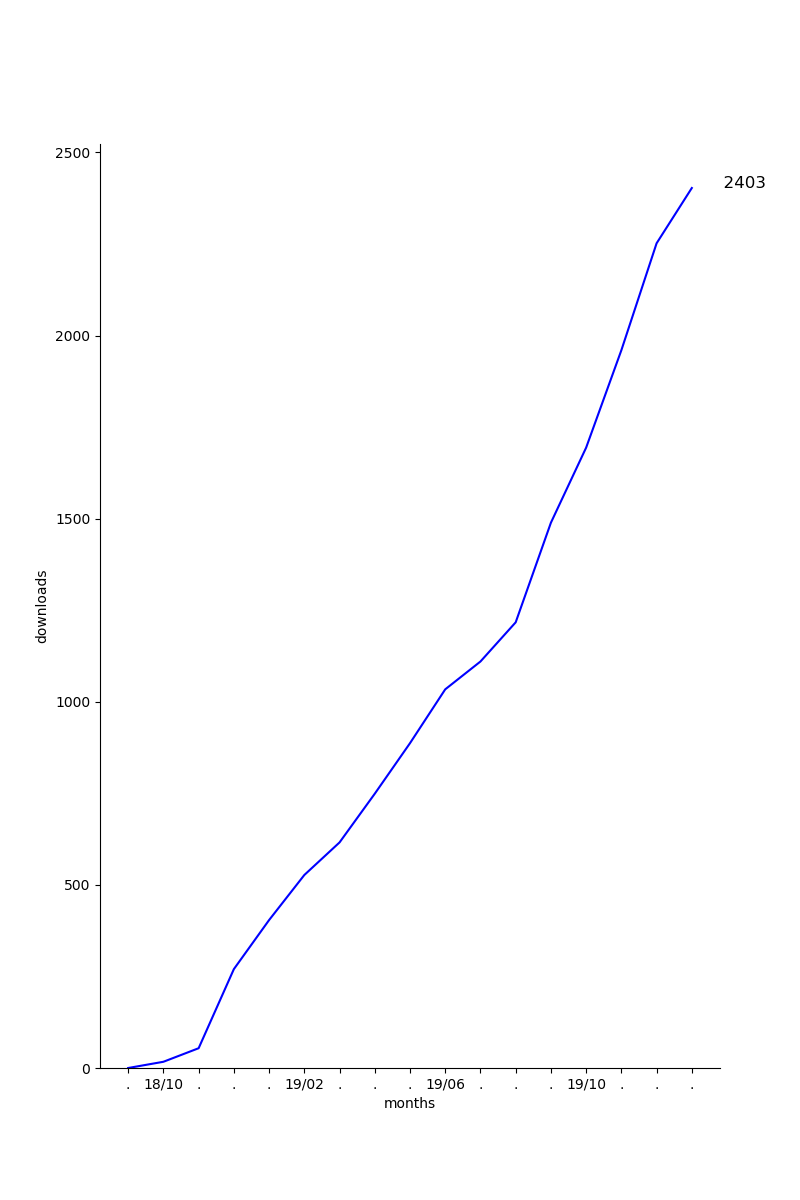 2500
2403
2000
1500
downloads
1000
500
0
. 18/10 . . . 19/02 . . . 19/06 . . . 19/10 . . .
months